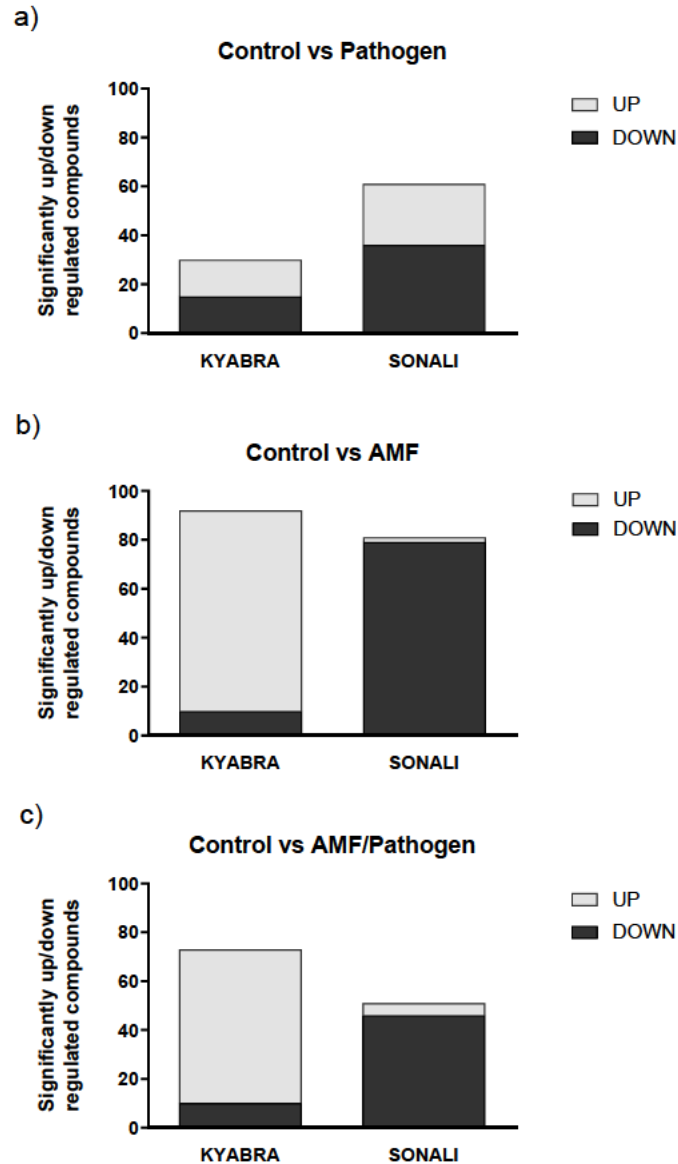 a)
Control vs Pathogen
Significantly up/down
regulated compounds
100
80
60
40
20
0
KYABRA
SONALI
UP
DOWN
b)
Control vs AMF
Significantly up/down
regulated compounds
100
80
60
40
20
0
KYABRA
SONALI
UP
DOWN
c)
Control vs AMF/Pathogen
Significantly up/down
regulated compounds
100
80
60
40
20
0
KYABRA
SONALI
UP
DOWN